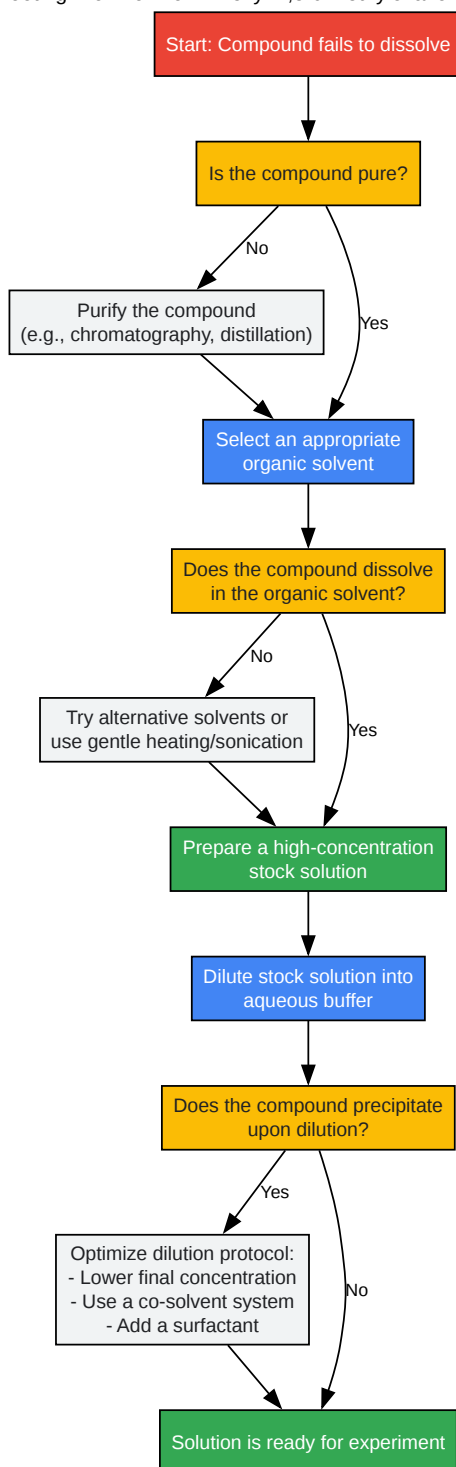 Start: Compound fails to dissolve
Is the compound pure?
No
Purify the compound
(e.g., chromatography, distillation)
Yes
Select an appropriate
organic solvent
Does the compound dissolve
in the organic solvent?
No
Try alternative solvents or
use gentle heating/sonication
Yes
Prepare a high-concentration
stock solution
Dilute stock solution into
aqueous buffer
Does the compound precipitate
upon dilution?
Yes
Optimize dilution protocol:
- Lower final concentration
- Use a co-solvent system
- Add a surfactant
No
Solution is ready for experiment